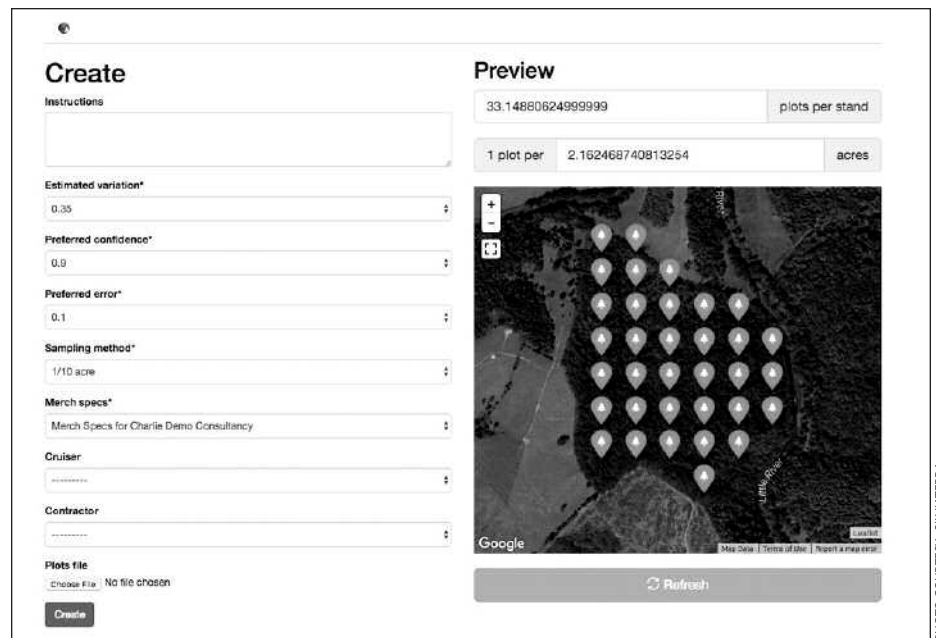 Create
Instructions
Estimated variation*
0.35
Preferred confidence*
0.9
Preferred error*
0.1
Sampling method*
1/10 acre
Merch specs*
Merch Specs for Charlie Demo Consultancy
Cruiser
---------
Contractor
---------
Plots file
Choose File No file chosen
Create
Preview
33.14880624999999 plots per stand
1 plot per 2.162468740813254 acres
+
-
River
Little River
Google
Leaflet
Map Data Terms of Use Report a map error
Refresh